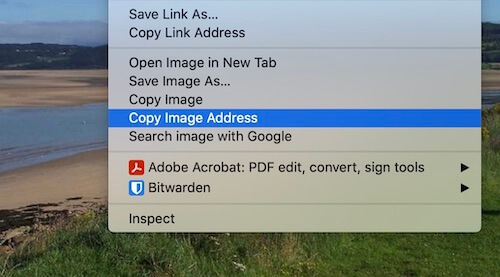 Save Link As...
Copy Link Address
Open Image in New Tab
Save Image As...
Copy Image
Copy Image Address
Search image with Google
Adobe Acrobat: PDF edit, convert, sign tools
Bitwarden
Inspect